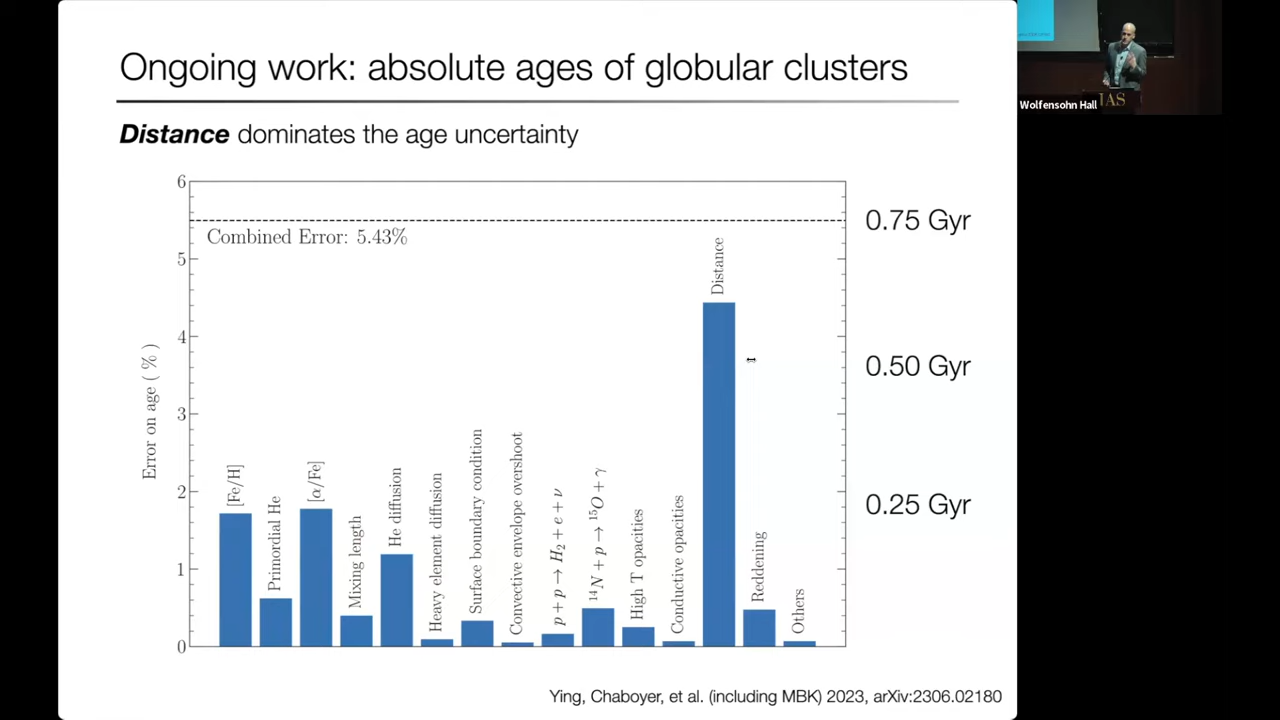 Ongoing work: absolute ages of globular clusters
Distance dominates the age uncertainty
Wolfensohn Hall
IAS
6
5
4
3
2
1
0
Error on age ( % )
Combined Error: 5.43%
[Fe/H]
Primordial He
[α/Fe]
Mixing length
He diffusion
Heavy element diffusion
Surface boundary condition
Convective envelope overshoot
p + p → H₂ + e + ν
¹⁴N + p → ¹⁵O + γ
High T opacities
Conductive opacities
Distance
Reddening
Others
0.75 Gyr
0.50 Gyr
0.25 Gyr
Ying, Chaboyer, et al. (including MBK) 2023, arXiv:2306.02180